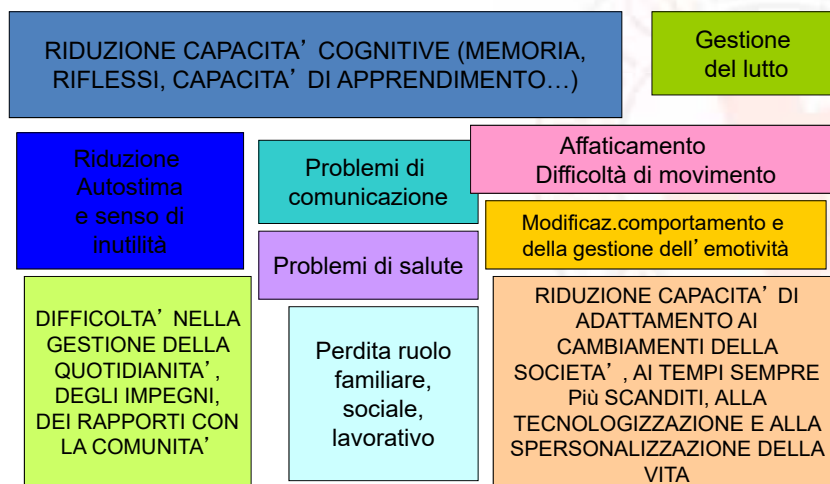 RIDUZIONE CAPACITA’ COGNITIVE (MEMORIA,
RIFLESSI, CAPACITA’ DI APPRENDIMENTO…)
Gestione
del lutto
Riduzione
Autostima
e senso di
inutilità
Problemi di
comunicazione
Affaticamento
Difficoltà di movimento
Modificaz.comportamento e
della gestione dell’emotività
Problemi di salute
DIFFICOLTA’ NELLA
GESTIONE DELLA
QUOTIDIANITA’,
DEGLI IMPEGNI,
DEI RAPPORTI CON
LA COMUNITA’
Perdita ruolo
familiare,
sociale,
lavorativo
RIDUZIONE CAPACITA’ DI
ADATTAMENTO AI
CAMBIAMENTI DELLA
SOCIETA’, AI TEMPI SEMPRE
Più SCANDITI, ALLA
TECNOLOGIZZAZIONE E ALLA
SPERSONALIZZAZIONE DELLA
VITA